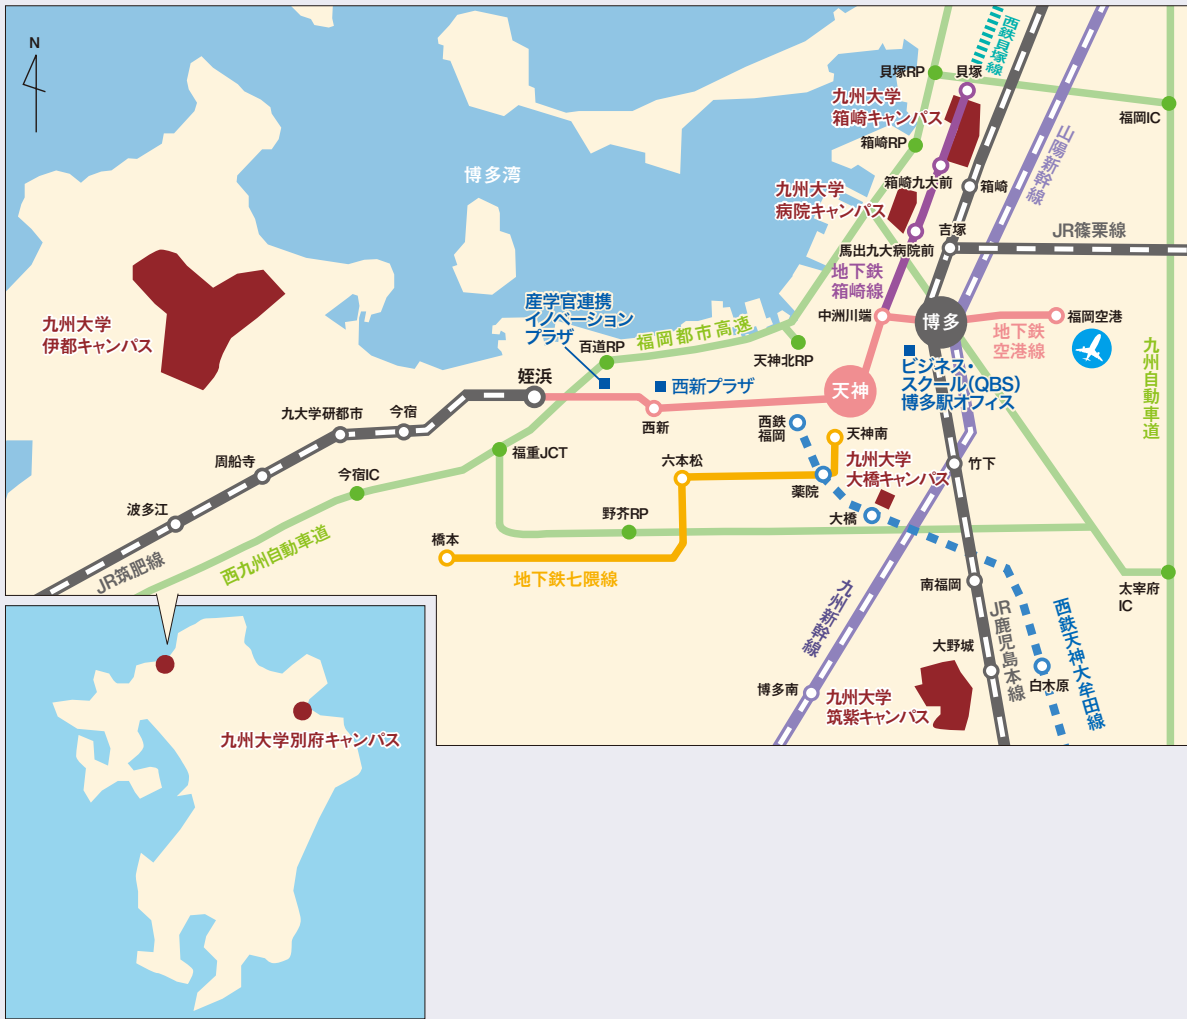 N
博多湾
九州大学
伊都キャンパス
産学官連携
イノベーション
プラザ
百道RP
福岡都市高速
天神北RP
西新プラザ
姪浜
西新
天神
九大学研都市
今宿
周船寺
波多江
今宿IC
福重JCT
JR筑肥線
西九州自動車道
橋本
野芥RP
六本松
地下鉄七隈線
西鉄
福岡
天神南
薬院
九州大学
大橋キャンパス
大橋
貝塚RP
貝塚
西鉄貝塚線
九州大学
箱崎キャンパス
箱崎RP
箱崎九大前
箱崎
九州大学
病院キャンパス
馬出九大病院前
吉塚
JR篠栗線
山陽新幹線
福岡IC
地下鉄
箱崎線
中洲川端
博多
福岡空港
地下鉄
空港線
ビジネス・
スクール(QBS)
博多駅オフィス
九州自動車道
竹下
南福岡
太宰府
IC
九州新幹線
JR鹿児島本線
西鉄天神大牟田線
大野城
白木原
博多南
九州大学
筑紫キャンパス
九州大学別府キャンパス